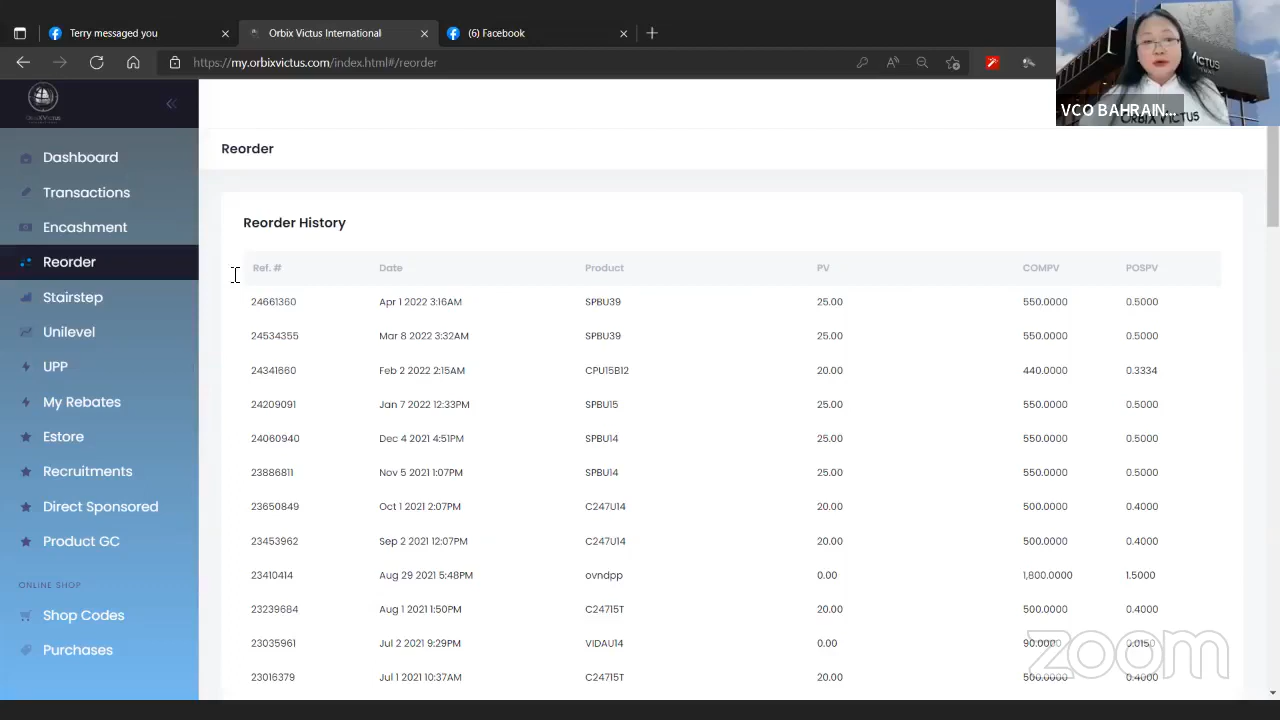 Terry messaged you
Orbix Victus International
(6) Facebook
https://my.orbixvictus.com/index.html#/reorder
VICTUS
VCO BAHRAIN...
ORBIX VICTUS
OrbiX Victus
Dashboard
Transactions
Encashment
Reorder
Stairstep
Unilevel
UPP
My Rebates
Estore
Recruitments
Direct Sponsored
Product GC
ONLINE SHOP
Shop Codes
Purchases
Reorder
Reorder History
Ref. # Date Product PV COMPV POSPV
24661360 Apr 1 2022 3:16AM SPBU39 25.00 550.0000 0.5000
24534355 Mar 8 2022 3:32AM SPBU39 25.00 550.0000 0.5000
24341660 Feb 2 2022 2:15AM CPU15B12 20.00 440.0000 0.3334
24209091 Jan 7 2022 12:33PM SPBU15 25.00 550.0000 0.5000
24060940 Dec 4 2021 4:51PM SPBU14 25.00 550.0000 0.5000
23886811 Nov 5 2021 1:07PM SPBU14 25.00 550.0000 0.5000
23650849 Oct 1 2021 2:07PM C247U14 20.00 500.0000 0.4000
23453962 Sep 2 2021 12:07PM C247U14 20.00 500.0000 0.4000
23410414 Aug 29 2021 5:48PM ovndpp 0.00 1,800.0000 1.5000
23239684 Aug 1 2021 1:50PM C24715T 20.00 500.0000 0.4000
23035961 Jul 2 2021 9:29PM VIDAU14 0.00 90.0000 0.0150
23016379 Jul 1 2021 10:37AM C24715T 20.00 500.0000 0.4000
zoom